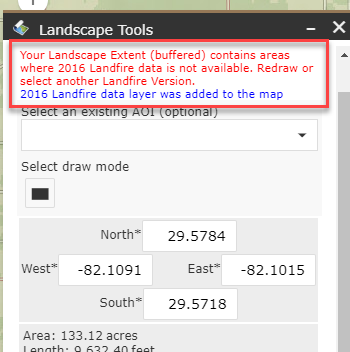 Landscape Tools
Your Landscape Extent (buffered) contains areas
where 2016 Landfire data is not available. Redraw or
select another Landfire Version.
2016 Landfire data layer was added to the map
Select an existing AOI (optional)
Select draw mode
North* 29.5784
West* -82.1091 East* -82.1015
South* 29.5718
Area: 133.12 acres
Length: 9,632.40 feet